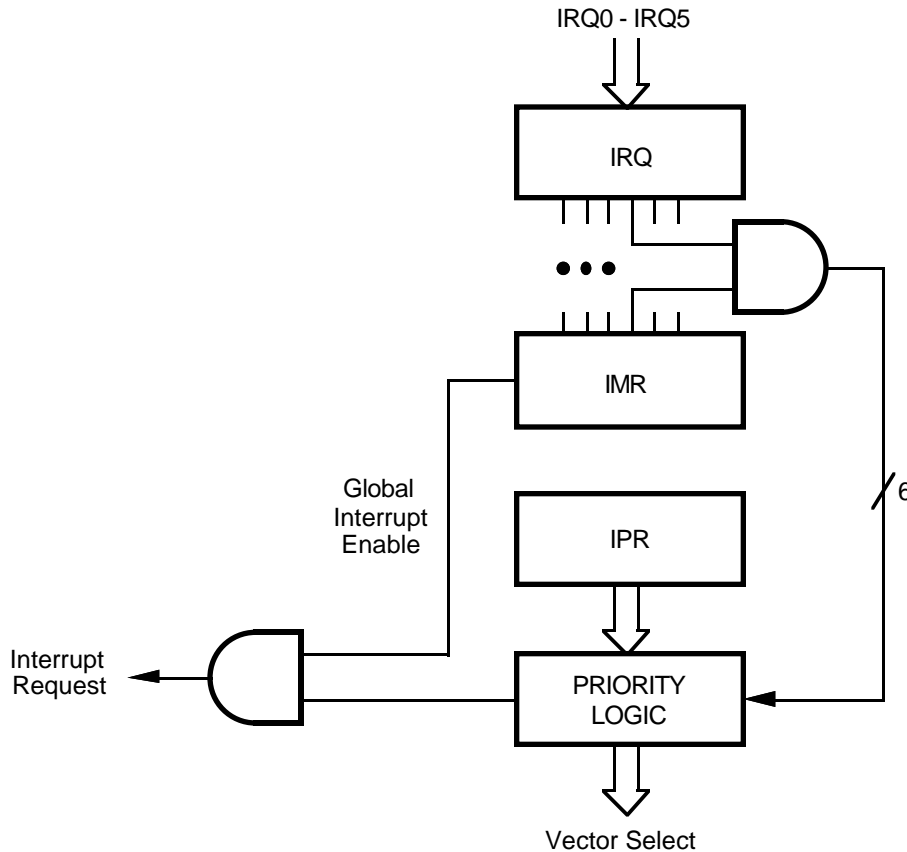 IRQ0 - IRQ5
IRQ
IMR
Global
Interrupt
Enable
6
IPR
Interrupt
Request
PRIORITY
LOGIC
Vector Select